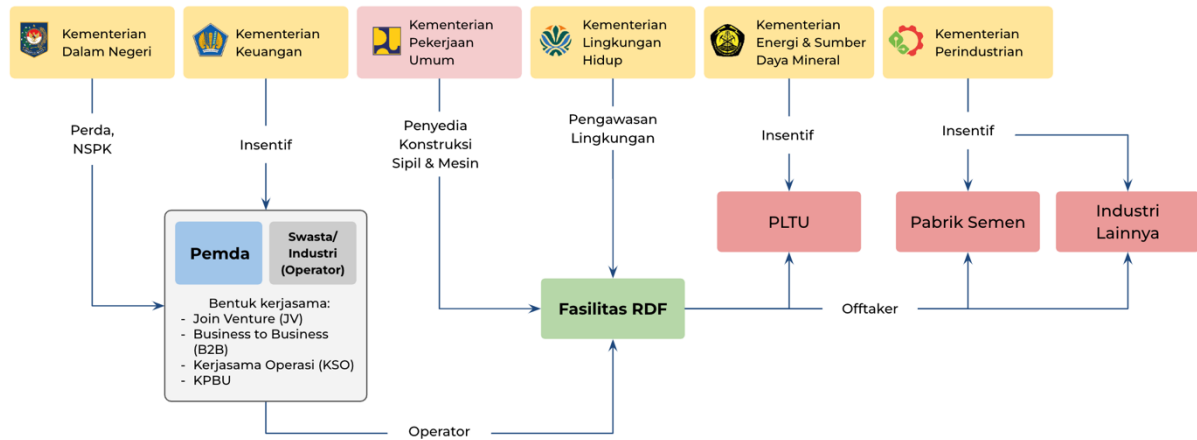 Kementerian
Dalam Negeri
Kementerian
Keuangan
Kementerian
Pekerjaan
Umum
Kementerian
Lingkungan
Hidup
Kementerian
Energi & Sumber
Daya Mineral
Kementerian
Perindustrian
Perda,
NSPK
Insentif
Penyedia
Konstruksi
Sipil & Mesin
Pengawasan
Lingkungan
Insentif
Insentif
Pemda
Swasta/
Industri
(Operator)
Bentuk kerjasama:
- Join Venture (JV)
- Business to Business
(B2B)
- Kerjasama Operasi (KSO)
- KPBU
Fasilitas RDF
PLTU
Pabrik Semen
Industri
Lainnya
Offtaker
Operator